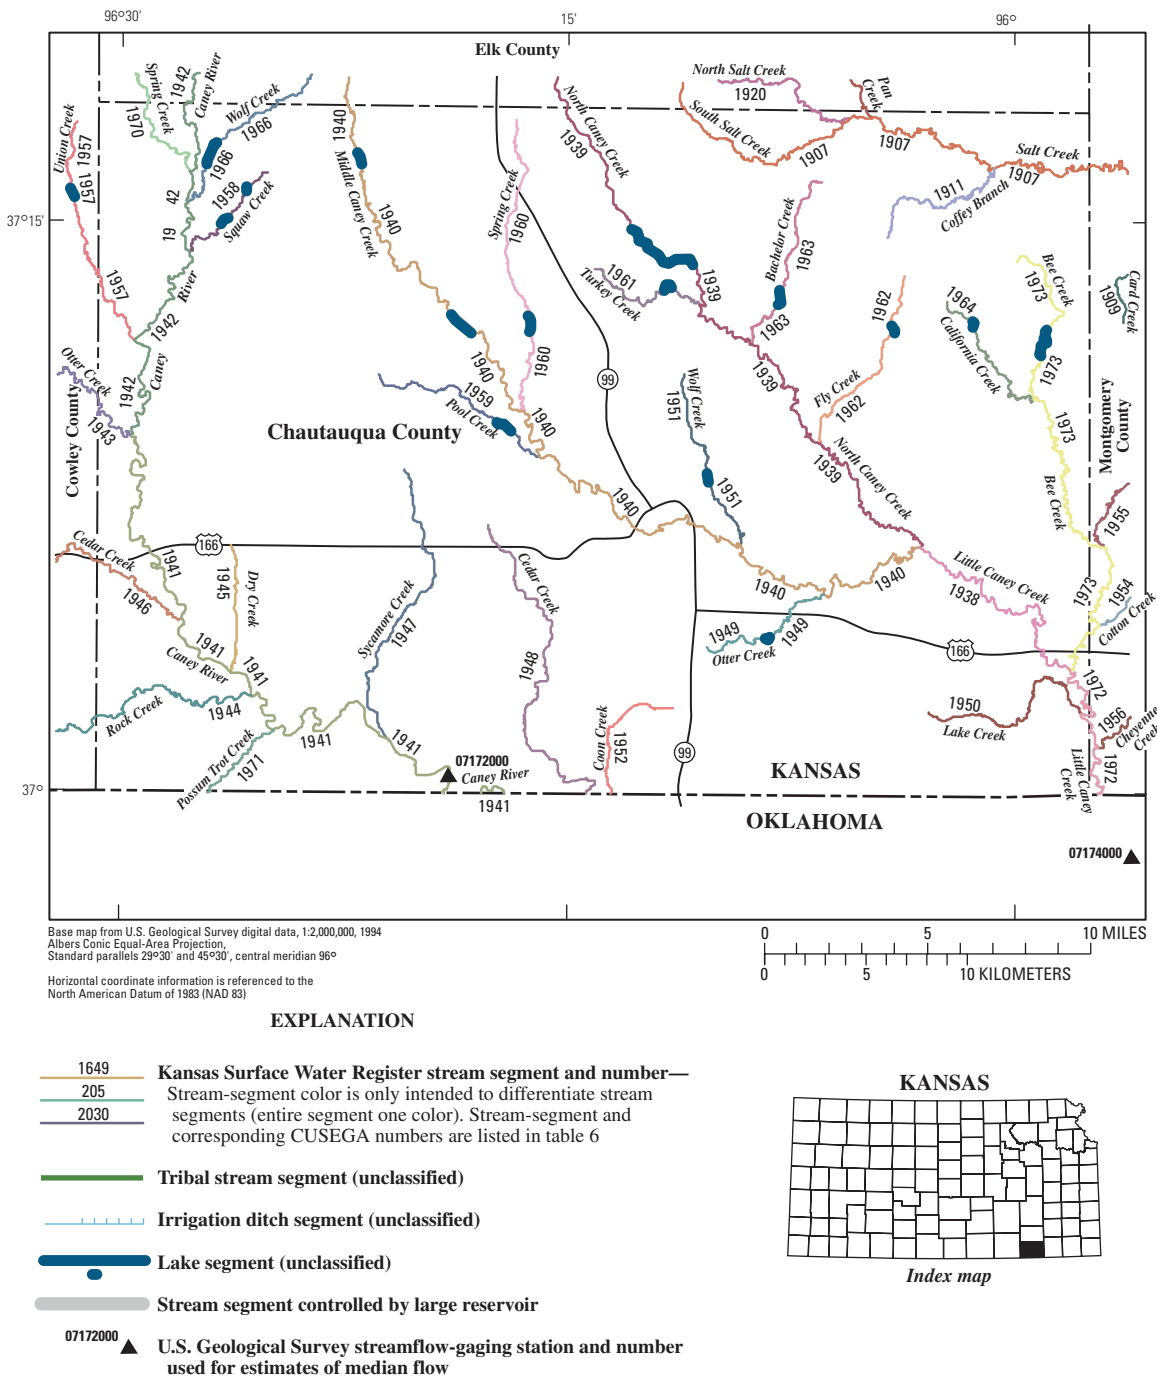 96º30'
15'
96º
Elk County
Spring Creek
1970
1942
Caney River
Wolf Creek
1966
1966
Union Creek
1957
1957
1957
1958
Squaw Creek
19
42
River
1942
1942
Caney
Otter Creek
1943
Cowley County
1940
Middle Caney Creek
1940
Spring Creek
1960
1960
North Caney Creek
1939
North Salt Creek
1920
Pan Creek
South Salt Creek
1907
1907
Salt Creek
1907
1911
Coffey Branch
Bachelor Creek
1963
1963
1961
Turkey Creek
1939
37º15'
1939
1962
Fly Creek
1962
1964
California Creek
Bee Creek
1973
1973
1973
Bee Creek
1909
Card Creek
99
1940
1959
Pool Creek
1940
Chautauqua County
Wolf Creek
1951
1951
North Caney Creek
1939
Montgomery County
1955
1940
166
Cedar Creek
1946
1941
1945
Dry Creek
1941
Caney River
1941
Rock Creek
1944
1941
Possum Trot Creek
1971
Sycamore Creek
1947
1941
Cedar Creek
1948
1940
1940
Little Caney Creek
1938
1973
1954
Cotton Creek
1949
1949
Otter Creek
166
1950
Lake Creek
1972
1956
Cheyenne Creek
1972
Little Caney Creek
Coon Creek
1952
99
07172000
Caney River
1941
37º
KANSAS
OKLAHOMA
07174000
Base map from U.S. Geological Survey digital data, 1:2,000,000, 1994
Albers Conic Equal-Area Projection,
Standard parallels 29º30' and 45º30', central meridian 96º
Horizontal coordinate information is referenced to the
North American Datum of 1983 (NAD 83)
0 5 10 MILES
0 5 10 KILOMETERS
EXPLANATION
1649
205
2030
Kansas Surface Water Register stream segment and number—
Stream-segment color is only intended to differentiate stream
segments (entire segment one color). Stream-segment and
corresponding CUSEGA numbers are listed in table 6
Tribal stream segment (unclassified)
Irrigation ditch segment (unclassified)
Lake segment (unclassified)
Stream segment controlled by large reservoir
07172000
U.S. Geological Survey streamflow-gaging station and number
used for estimates of median flow
KANSAS
Index map